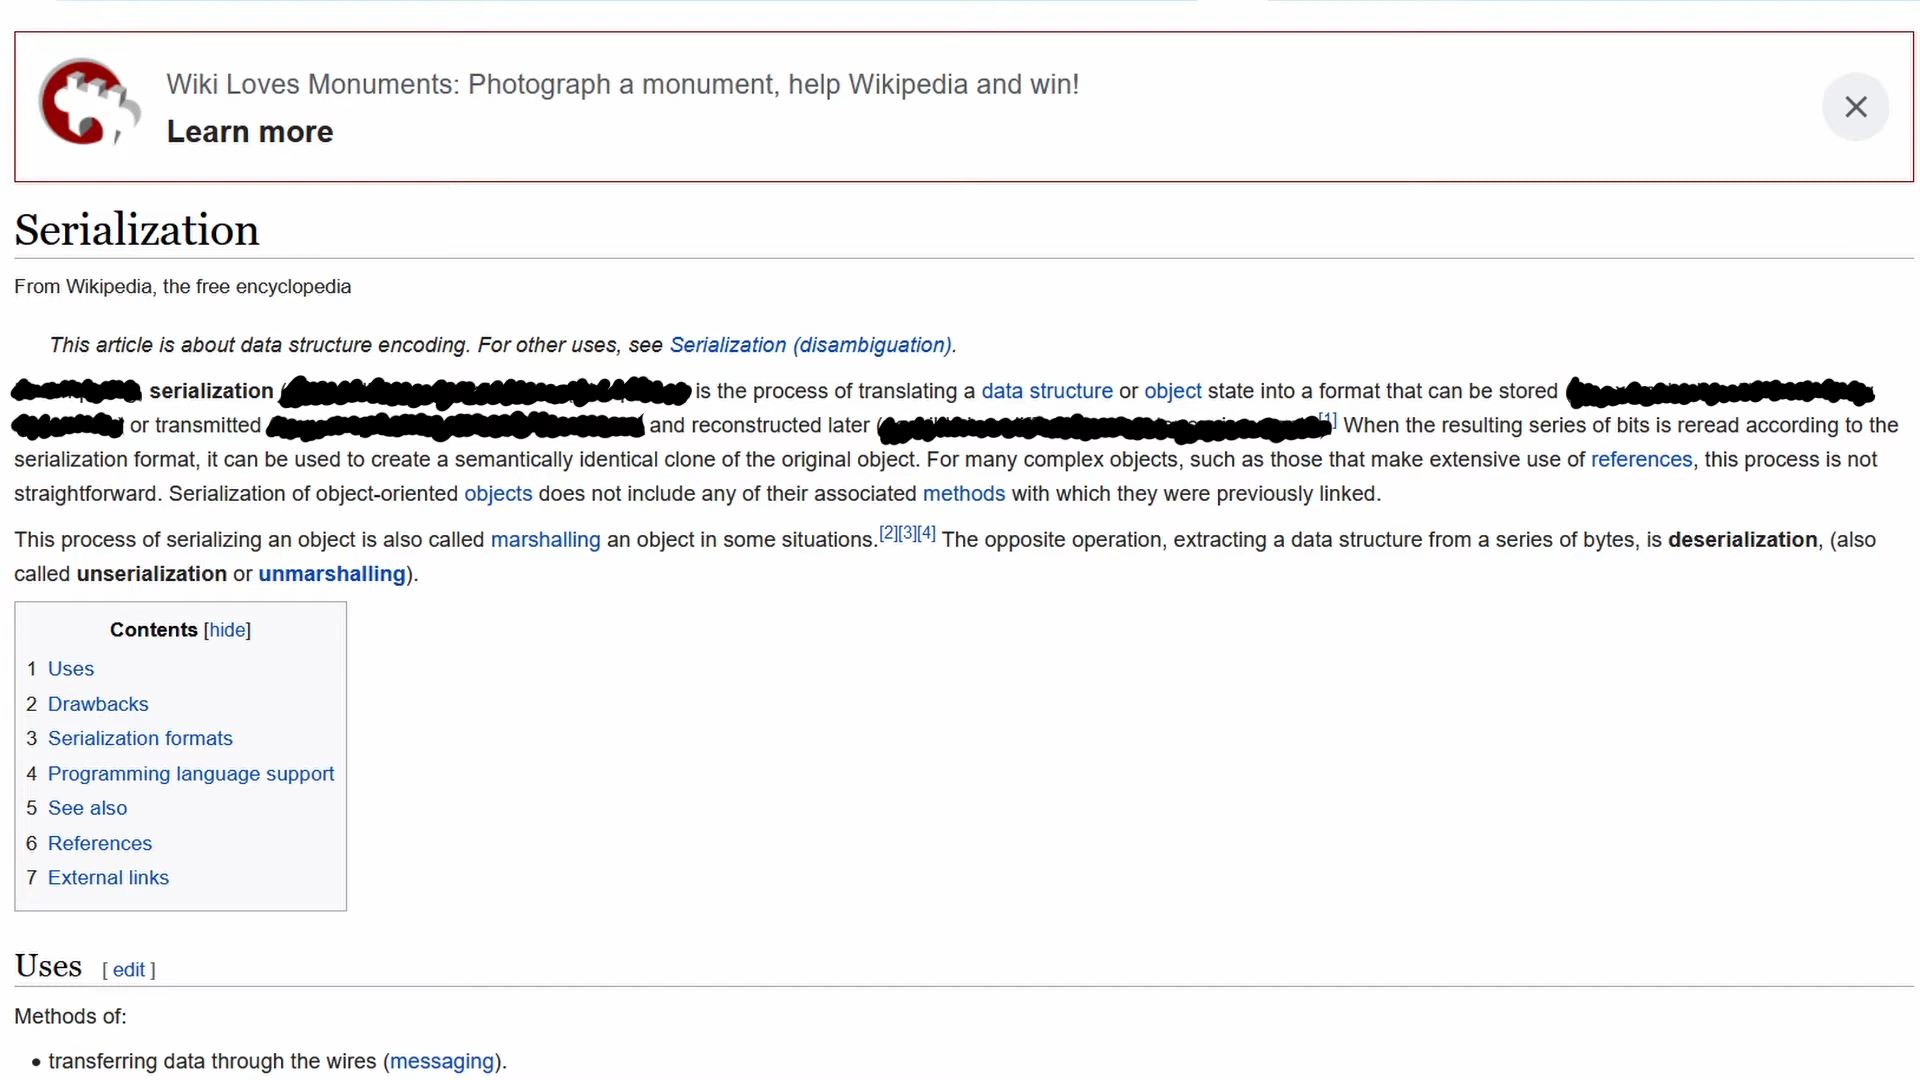 Wiki Loves Monuments: Photograph a monument, help Wikipedia and win!
Learn more
Serialization
From Wikipedia, the free encyclopedia
This article is about data structure encoding. For other uses, see Serialization (disambiguation).
serialization ( is the process of translating a data structure or object state into a format that can be stored
or transmitted and reconstructed later ( [1] When the resulting series of bits is reread according to the
serialization format, it can be used to create a semantically identical clone of the original object. For many complex objects, such as those that make extensive use of references, this process is not
straightforward. Serialization of object-oriented objects does not include any of their associated methods with which they were previously linked.
This process of serializing an object is also called marshalling an object in some situations.[2][3][4] The opposite operation, extracting a data structure from a series of bytes, is deserialization, (also
called unserialization or unmarshalling).
Contents [hide]
1 Uses
2 Drawbacks
3 Serialization formats
4 Programming language support
5 See also
6 References
7 External links
Uses [ edit ]
Methods of:
• transferring data through the wires (messaging).